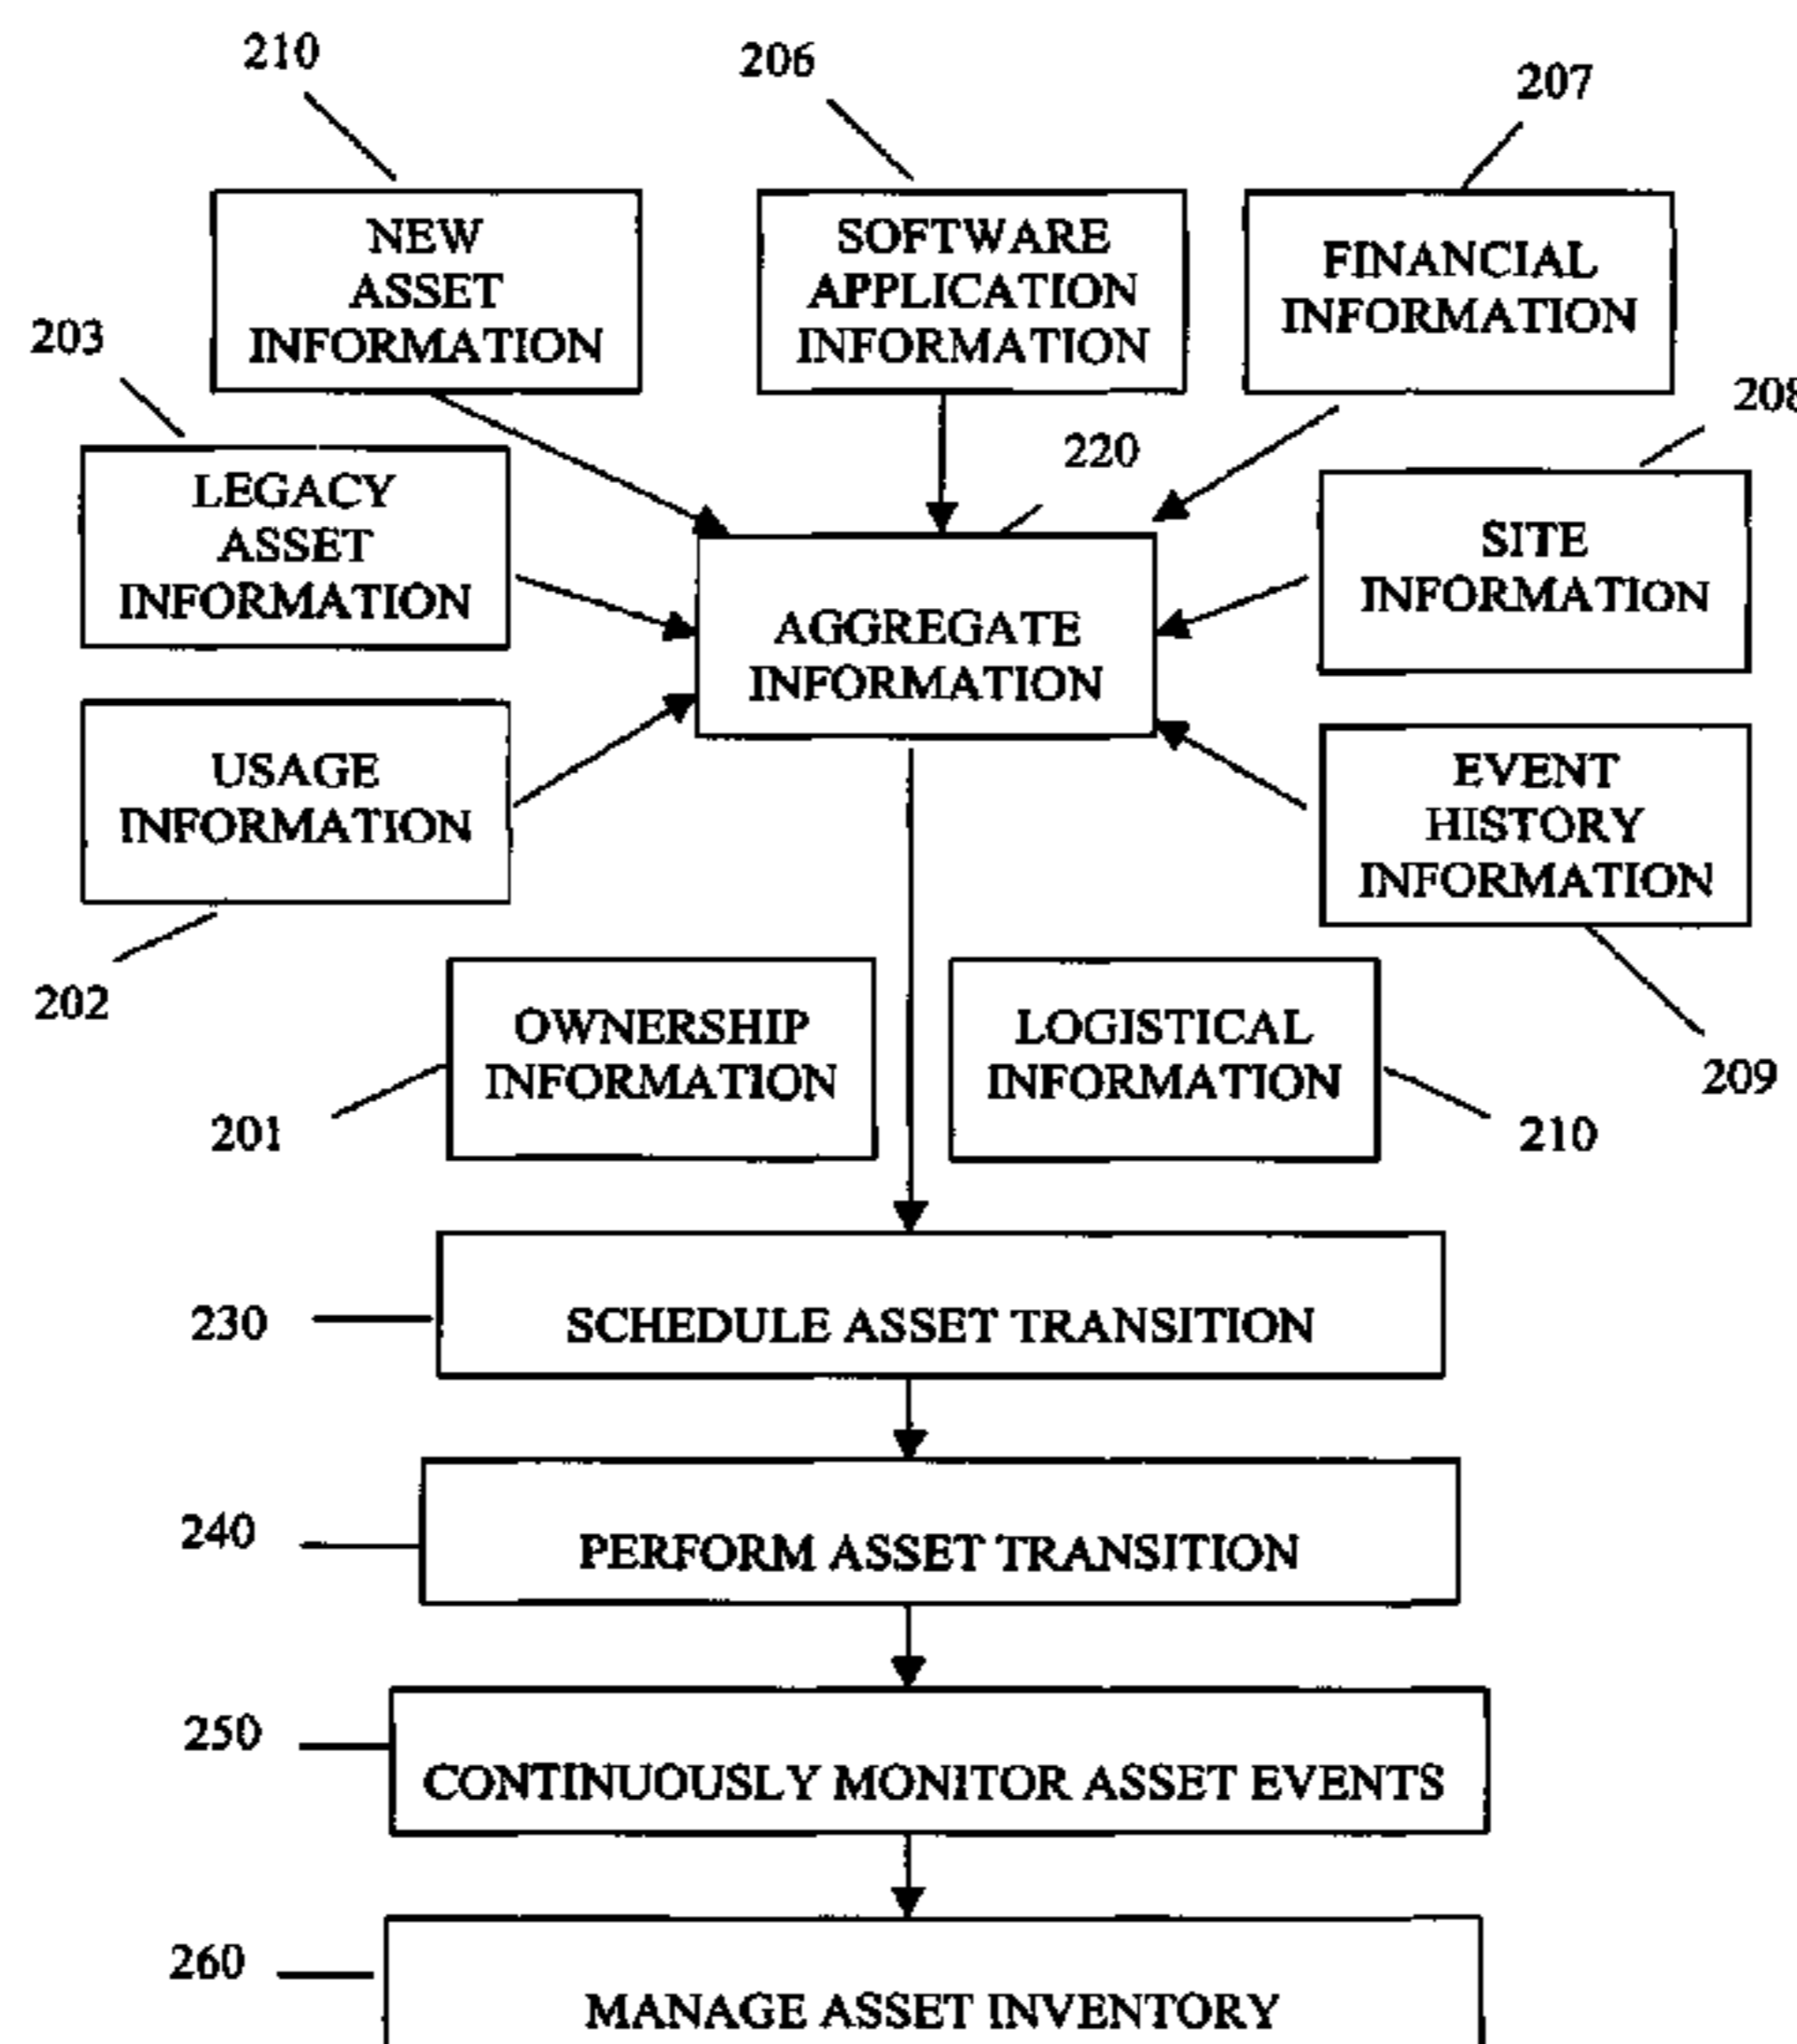 210
206
207
NEW
ASSET
INFORMATION
SOFTWARE
APPLICATION
INFORMATION
FINANCIAL
INFORMATION
203
208
220
LEGACY
ASSET
INFORMATION
SITE
INFORMATION
AGGREGATE
INFORMATION
USAGE
INFORMATION
EVENT
HISTORY
INFORMATION
202
OWNERSHIP
INFORMATION
LOGISTICAL
INFORMATION
209
201
210
230
SCHEDULE ASSET TRANSITION
240
PERFORM ASSET TRANSITION
250
CONTINUOUSLY MONITOR ASSET EVENTS
260
MANAGE ASSET INVENTORY